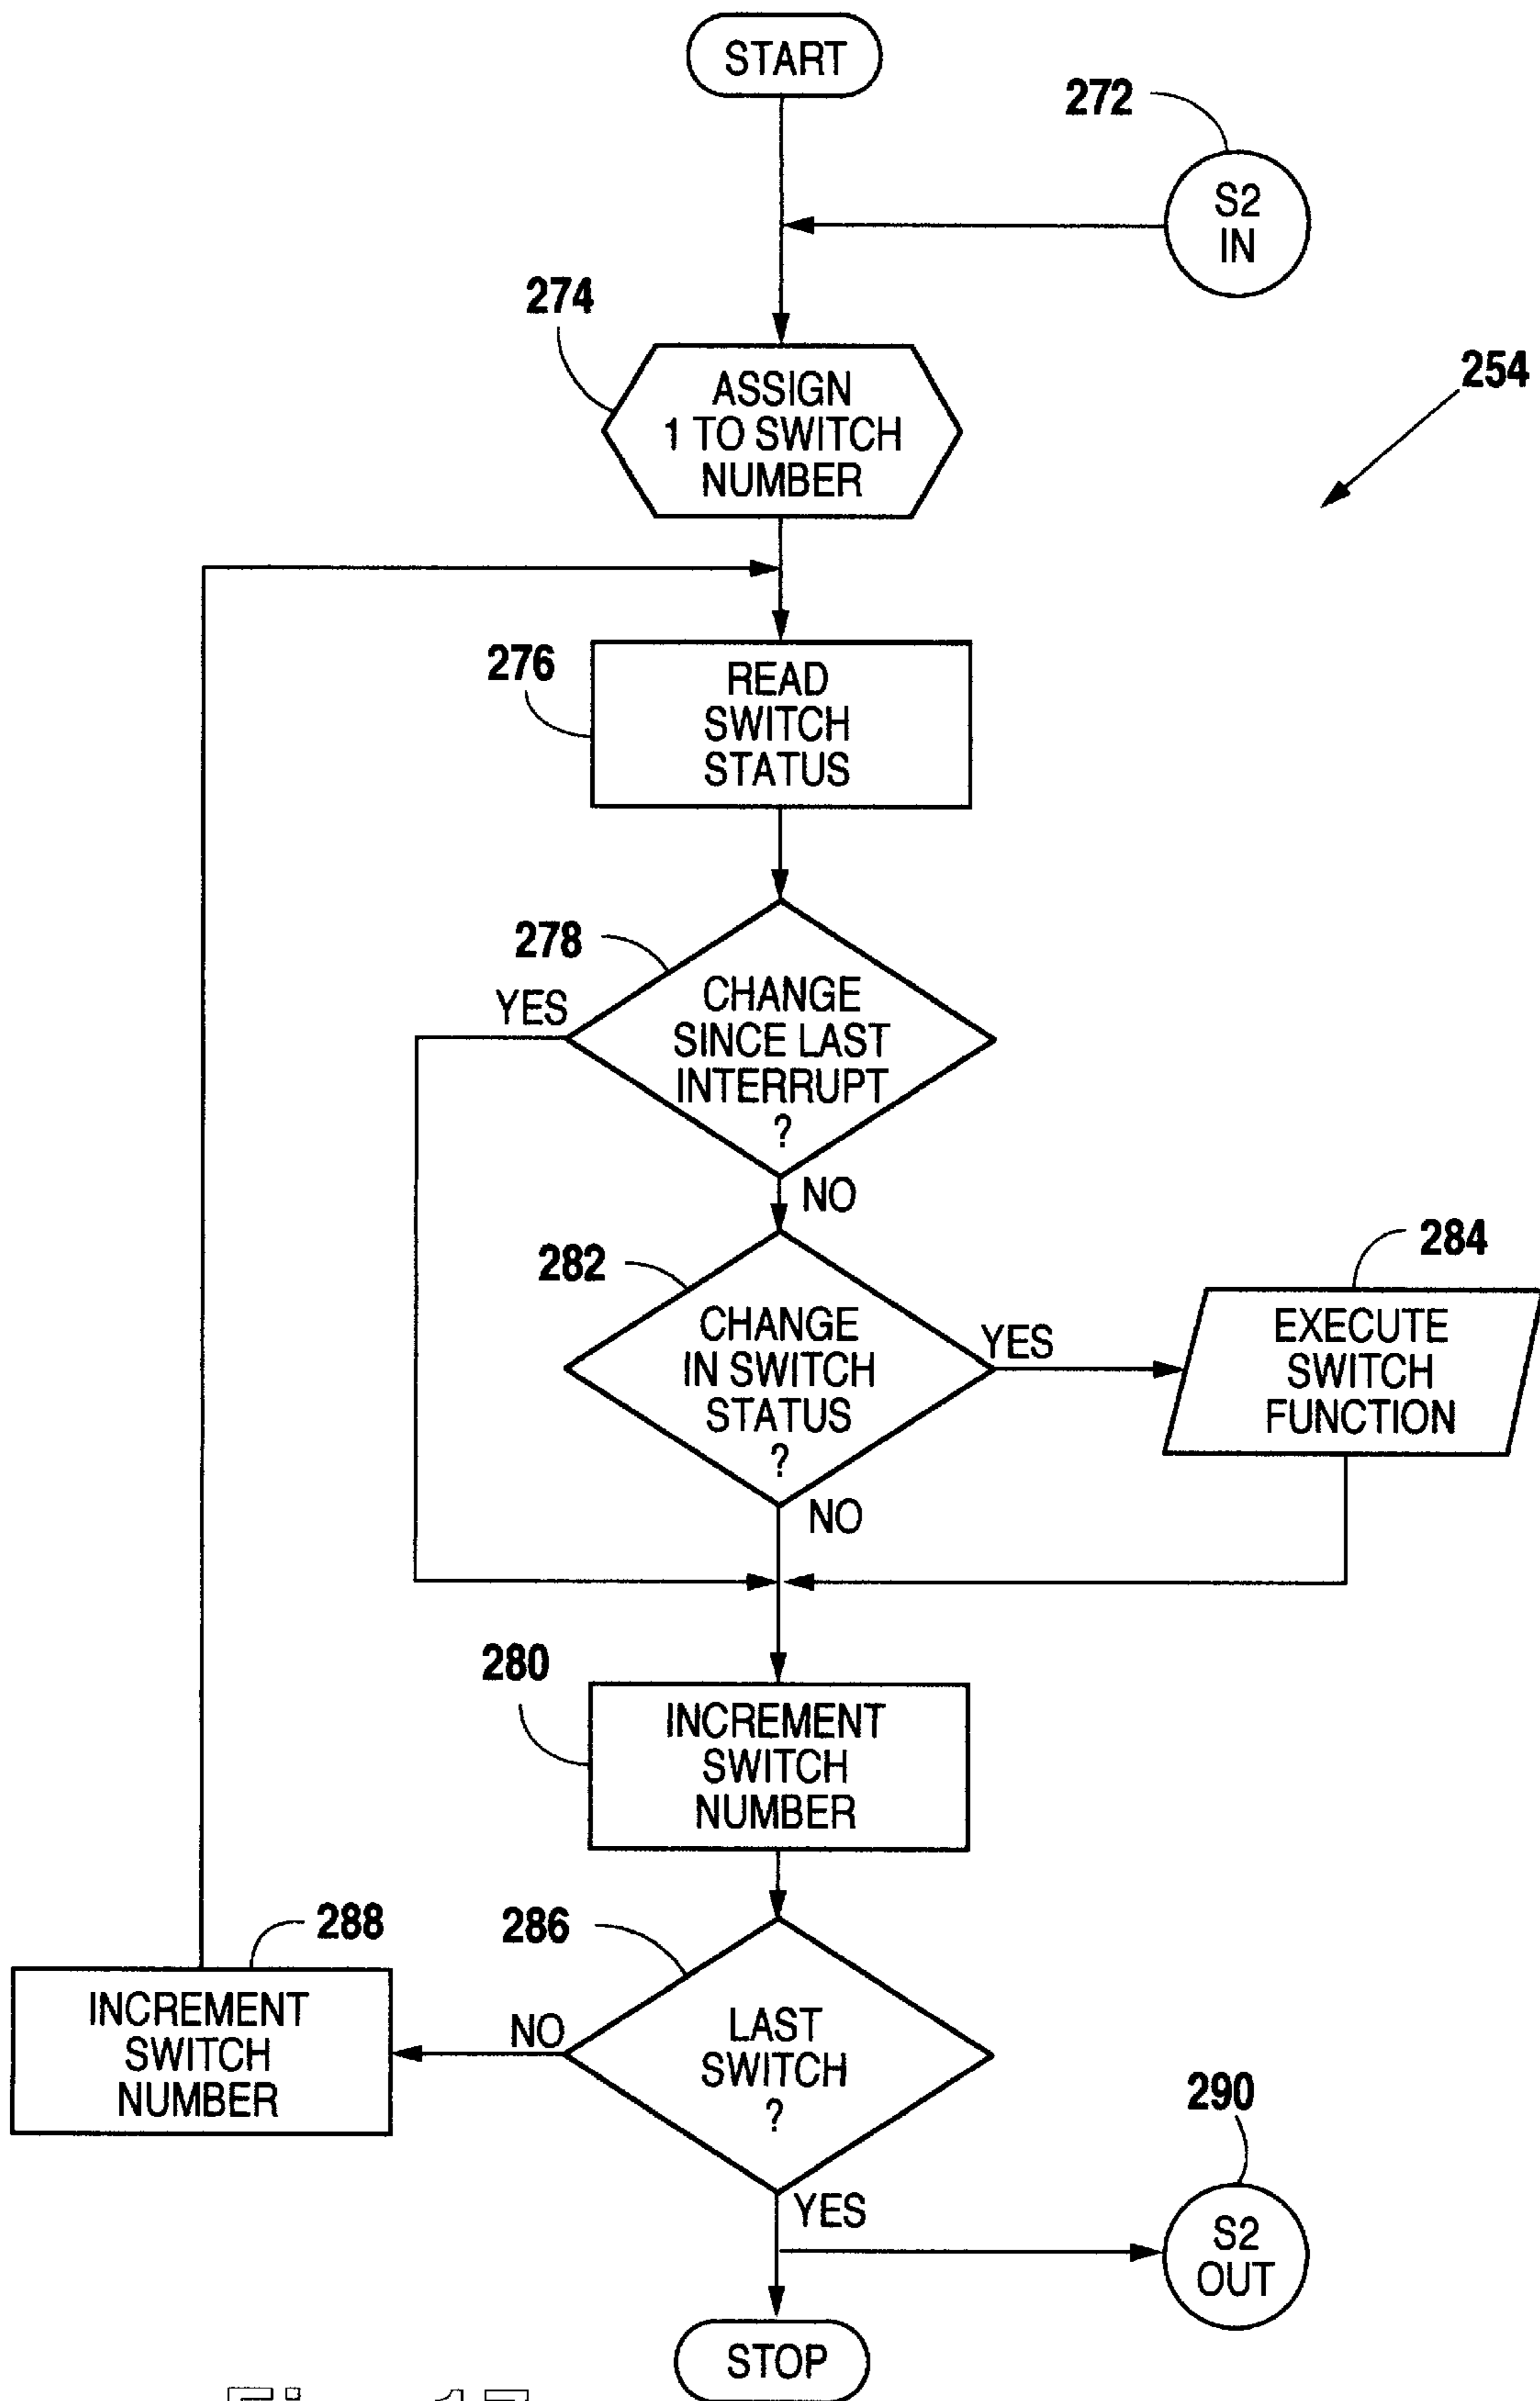 START
272
S2
IN
274
ASSIGN
1 TO SWITCH
NUMBER
254
276
READ
SWITCH
STATUS
278
YES
CHANGE
SINCE LAST
INTERRUPT
?
NO
282
CHANGE
IN SWITCH
STATUS
?
YES
284
EXECUTE
SWITCH
FUNCTION
NO
280
INCREMENT
SWITCH
NUMBER
288
INCREMENT
SWITCH
NUMBER
286
NO
LAST
SWITCH
?
YES
290
S2
OUT
STOP